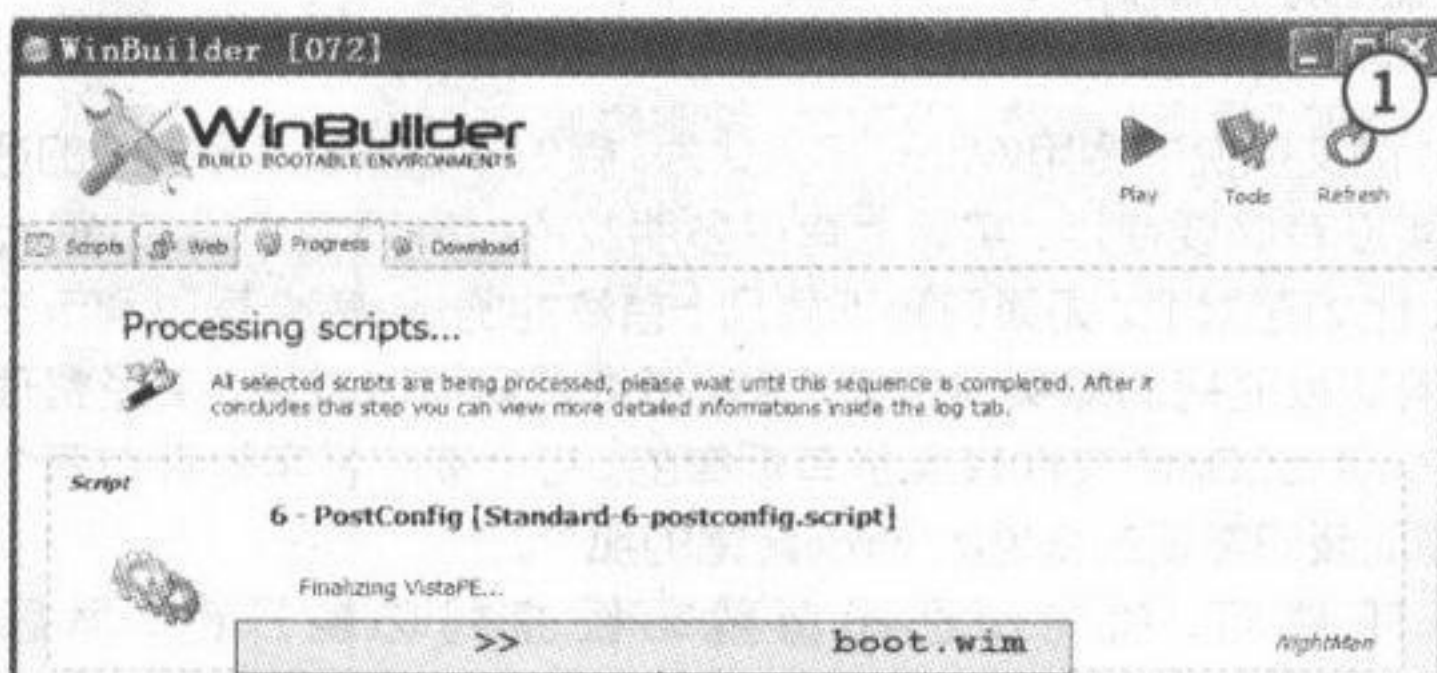 WinBuilder [072]
1
WinBuilder
BUILD BOOTABLE ENVIRONMENTS
Play Tools Refresh
Scripts Web Progress Download
Processing scripts...
All selected scripts are being processed, please wait until this sequence is completed. After it
concludes this step you can view more detailed informations inside the log tab.
Script
6 - PostConfig [Standard-6-postconfig.script]
Finalizing VistaPE...
>> boot.wim
NightMan